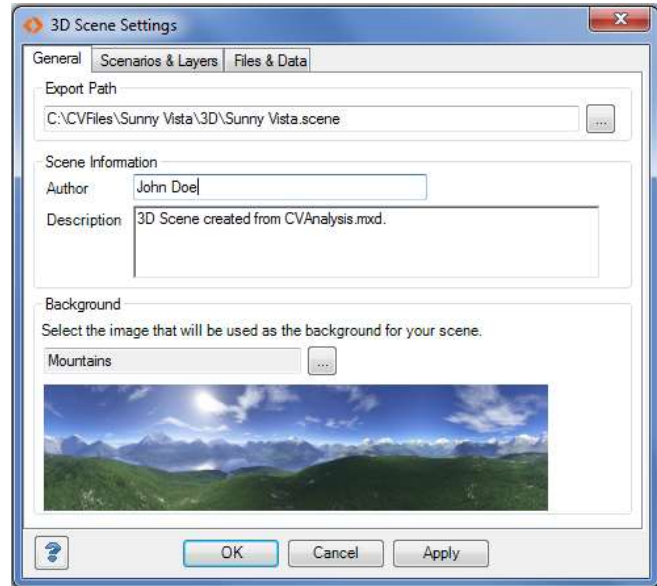 3D Scene Settings
General Scenarios & Layers Files & Data
Export Path
C:\CVFiles\Sunny Vista\3D\Sunny Vista.scene ...
Scene Information
Author John Doe
Description 3D Scene created from CVAnalysis.mxd.
Background
Select the image that will be used as the background for your scene.
Mountains ...
? OK Cancel Apply